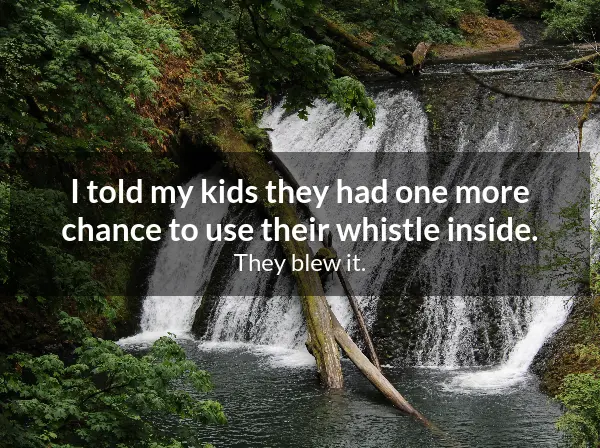 I told my kids they had one more
chance to use their whistle inside.
They blew it.